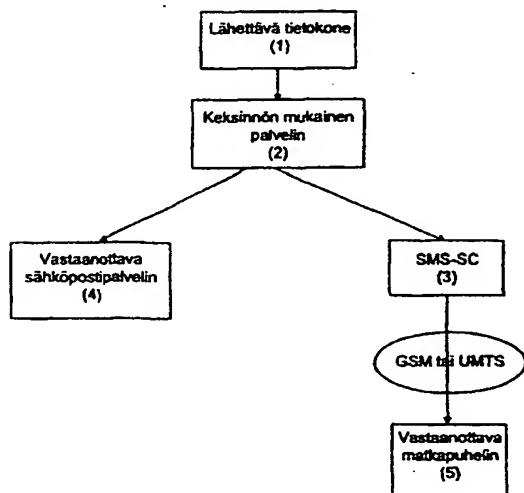 Lähettävä tietokone
(1)
Keksinnön mukainen
palvelin
(2)
Vastaanottava
sähköpostipalvelin
(4)
SMS-SC
(3)
GSM tai UMTS
Vastaanottava
matkapuhelin
(5)